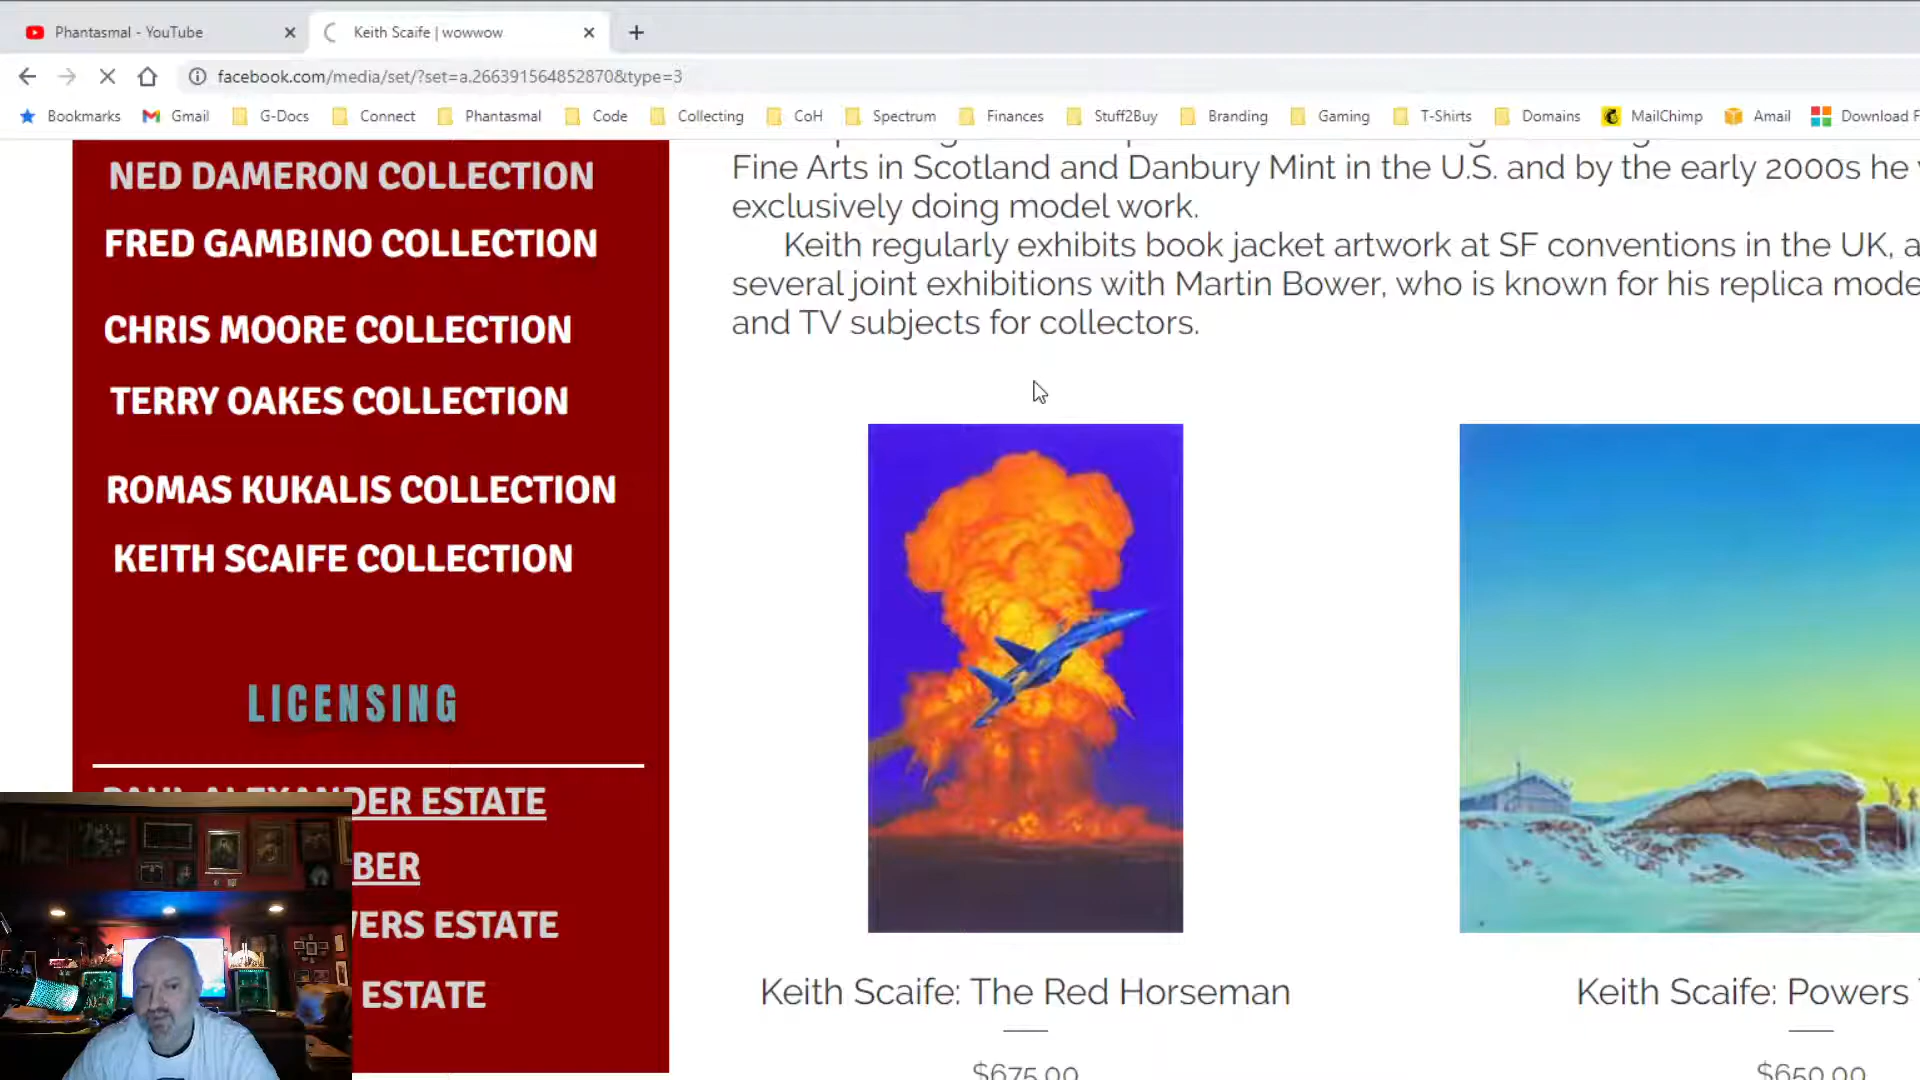 Phantasmal - YouTube
Keith Scaife | wowwow
facebook.com/media/set/?set=a.266391564852870&type=3
Bookmarks Gmail G-Docs Connect Phantasmal Code Collecting CoH Spectrum Finances Stuff2Buy Branding Gaming T-Shirts Domains MailChimp Amail Download F
NED DAMERON COLLECTION
FRED GAMBINO COLLECTION
CHRIS MOORE COLLECTION
TERRY OAKES COLLECTION
ROMAS KUKALIS COLLECTION
KEITH SCAIFE COLLECTION
LICENSING
DER ESTATE
BER
ERS ESTATE
ESTATE
Fine Arts in Scotland and Danbury Mint in the U.S. and by the early 2000s he
exclusively doing model work.
Keith regularly exhibits book jacket artwork at SF conventions in the UK, a
several joint exhibitions with Martin Bower, who is known for his replica mode
and TV subjects for collectors.
Keith Scaife: The Red Horseman
$675.00
Keith Scaife: Powers
$650.00